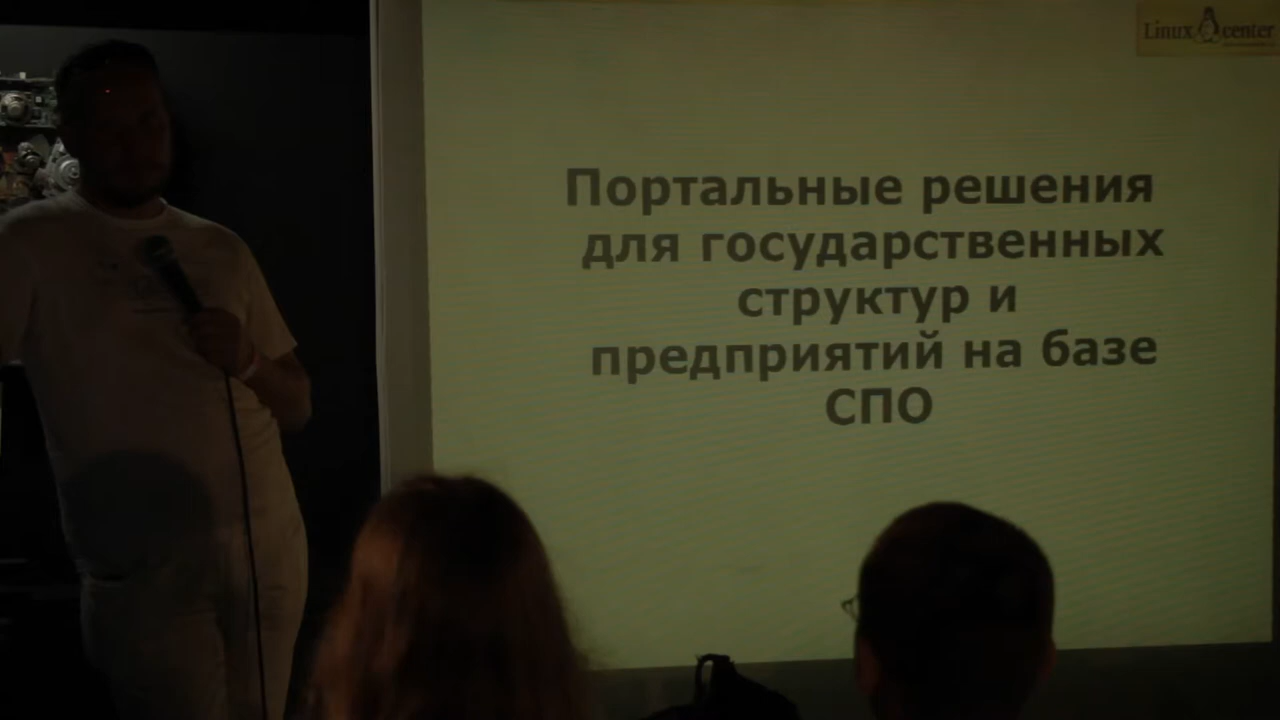 Linux center
Портальные решения
для государственных
структур и
предприятий на базе
СПО